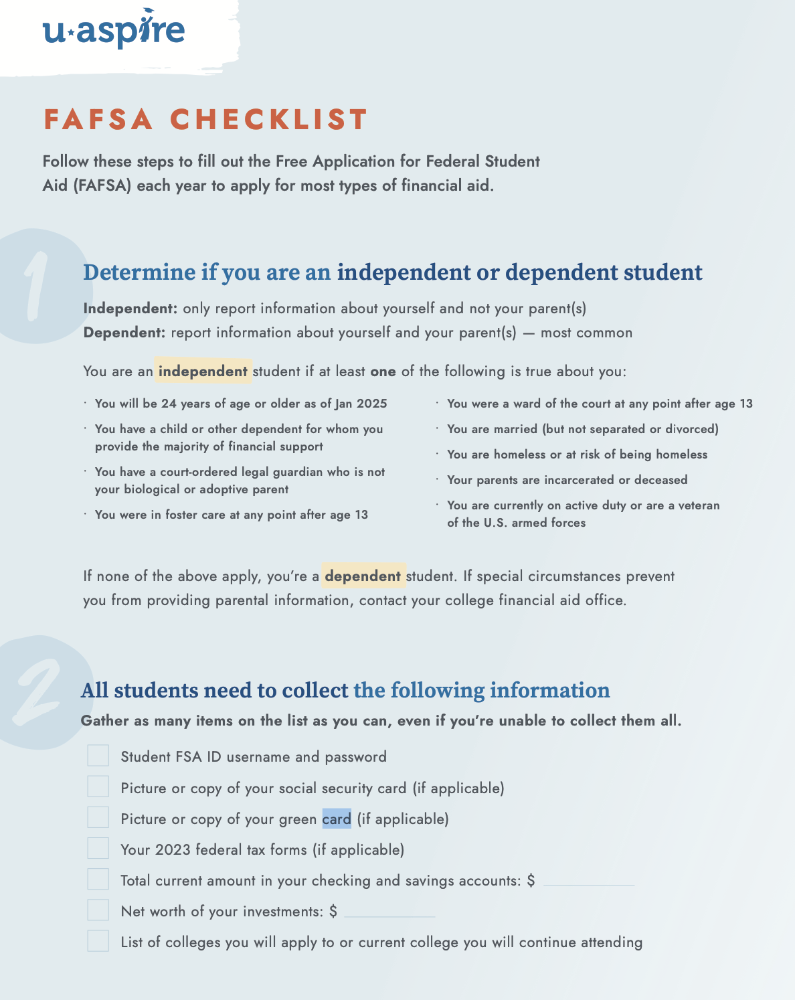 u aspire
FAFSA CHECKLIST
Follow these steps to fill out the Free Application for Federal Student
Aid (FAFSA) each year to apply for most types of financial aid.
1
Determine if you are an independent or dependent student
Independent: only report information about yourself and not your parent(s)
Dependent: report information about yourself and your parent(s) — most common
You are an independent student if at least one of the following is true about you:
· You will be 24 years of age or older as of Jan 2025
· You have a child or other dependent for whom you
provide the majority of financial support
· You have a court-ordered legal guardian who is not
your biological or adoptive parent
· You were in foster care at any point after age 13
· You were a ward of the court at any point after age 13
· You are married (but not separated or divorced)
· You are homeless or at risk of being homeless
· Your parents are incarcerated or deceased
· You are currently on active duty or are a veteran
of the U.S. armed forces
If none of the above apply, you’re a dependent student. If special circumstances prevent
you from providing parental information, contact your college financial aid office.
2
All students need to collect the following information
Gather as many items on the list as you can, even if you’re unable to collect them all.
Student FSA ID username and password
Picture or copy of your social security card (if applicable)
Picture or copy of your green card (if applicable)
Your 2023 federal tax forms (if applicable)
Total current amount in your checking and savings accounts: $
Net worth of your investments: $
List of colleges you will apply to or current college you will continue attending